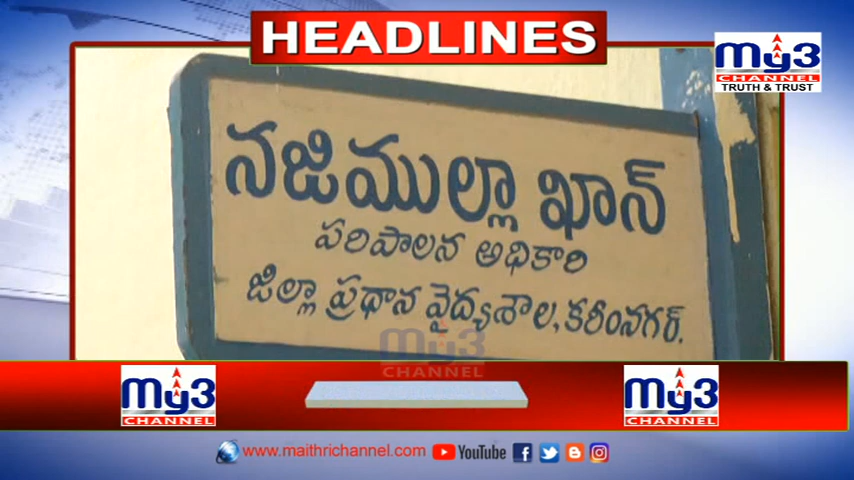 HEADLINES
My3
CHANNEL
TRUTH & TRUST
నజిముల్లా ఖాన్
పరిపాలన అధికారి
జిల్లా ప్రధాన వైద్యశాల, కరీంనగర్.
My3
CHANNEL
My3
CHANNEL
My3
CHANNEL
www.maithrichannel.com YouTube